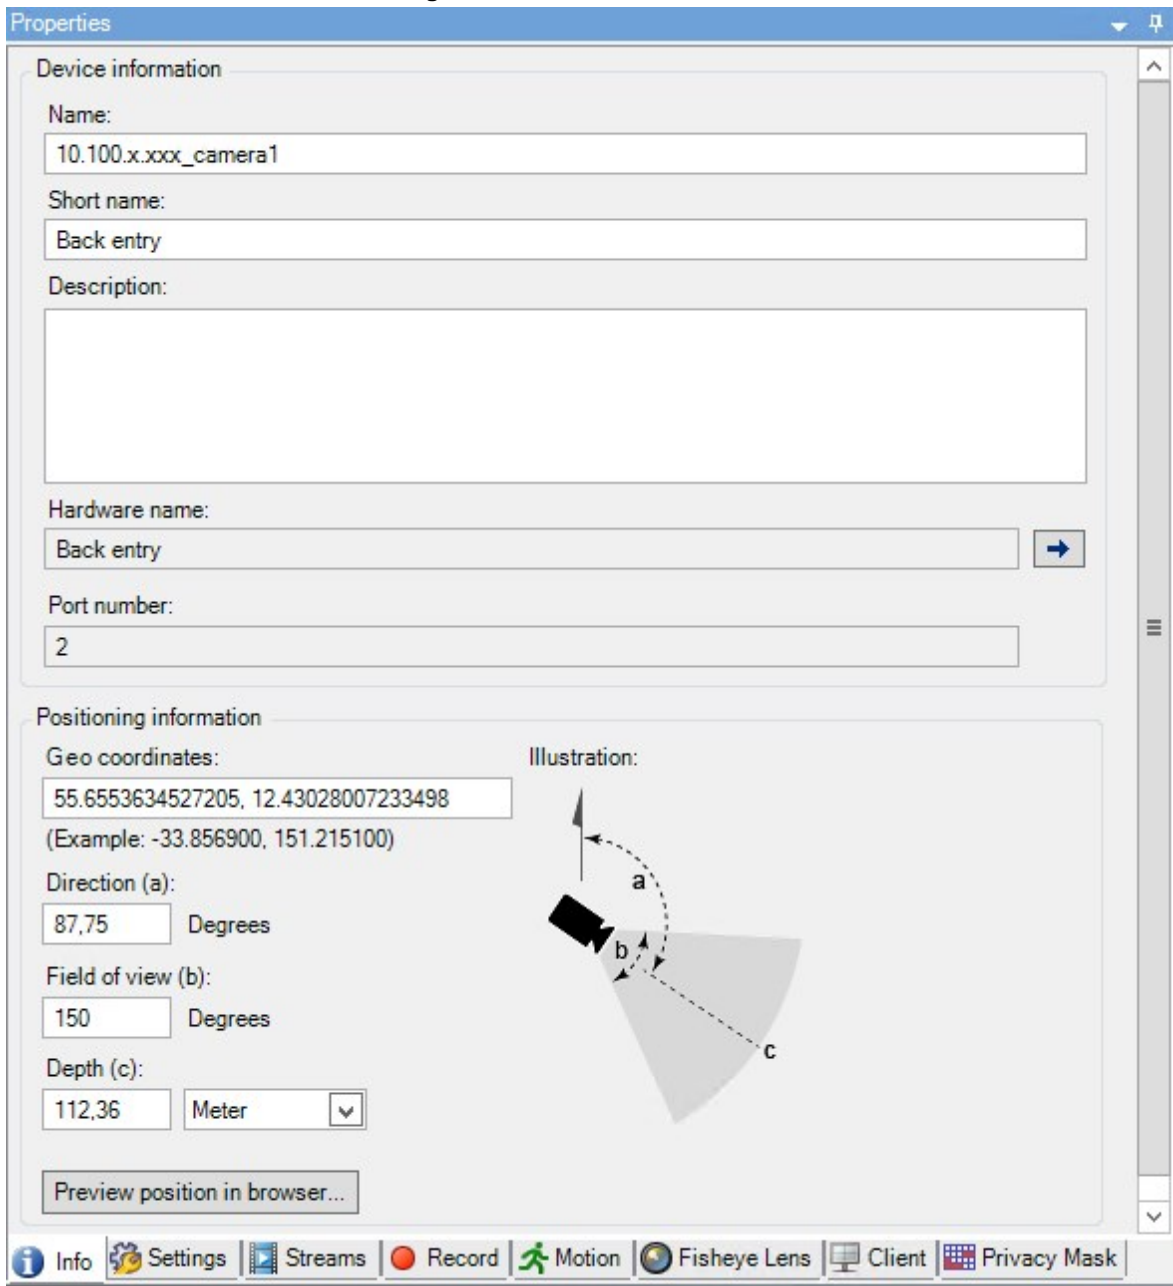 Properties
Device information
Name:
10.100.x.xxx_camera1
Short name:
Back entry
Description:
Hardware name:
Back entry
Port number:
2
Positioning information
Geo coordinates:
Illustration:
55.6553634527205, 12.43028007233498
(Example: -33.856900, 151.215100)
Direction (a):
a
87,75 Degrees
b
Field of view (b):
150 Degrees
c
Depth (c):
112,36 Meter
Preview position in browser...
Info Settings Streams Record Motion Fisheye Lens Client Privacy Mask